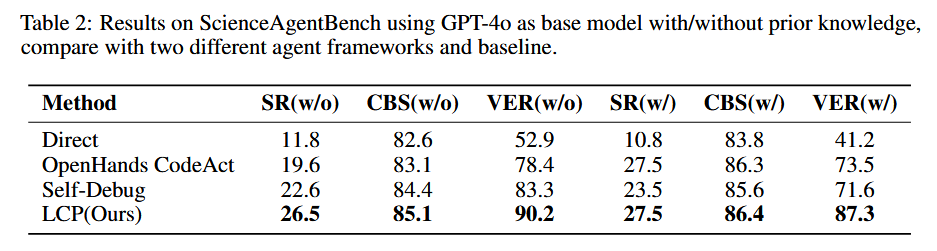 Table 2: Results on ScienceAgentBench using GPT-4o as base model with/without prior knowledge,
compare with two different agent frameworks and baseline.
Method SR(w/o) CBS(w/o) VER(w/o) SR(w/) CBS(w/) VER(w/)
Direct 11.8 82.6 52.9 10.8 83.8 41.2
OpenHands CodeAct 19.6 83.1 78.4 27.5 86.3 73.5
Self-Debug 22.6 84.4 83.3 23.5 85.6 71.6
LCP(Ours) 26.5 85.1 90.2 27.5 86.4 87.3